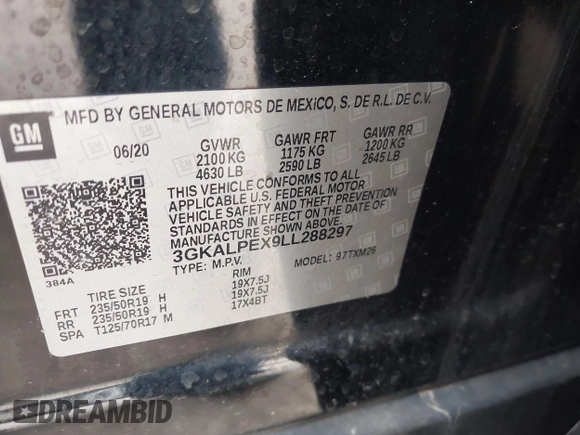 MFD BY GENERAL MOTORS DE MEXICO, S. DE R.L. DE C.V.
GM
06/20 GVWR GAWR FRT GAWR RR
2100 KG 1175 KG 1200 KG
4630 LB 2590 LB 2645 LB
THIS VEHICLE CONFORMS TO ALL
APPLICABLE U.S. FEDERAL MOTOR
VEHICLE SAFETY AND THEFT PREVENTION
STANDARDS IN EFFECT ON THE DATE OF
MANUFACTURE SHOWN ABOVE.
3GKALPEX9LL288297
384A
TYPE: M.P.V. MODEL: 97TXM26
TIRE SIZE RIM
FRT 235/50R19 H 19X7.5J
RR 235/50R19 H 19X7.5J
SPA T125/70R17 M 17X4BT
DREAMBID